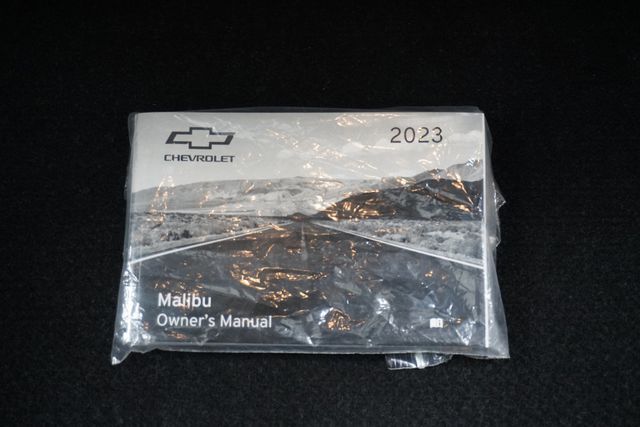 2023
CHEVROLET
Malibu
Owner's Manual